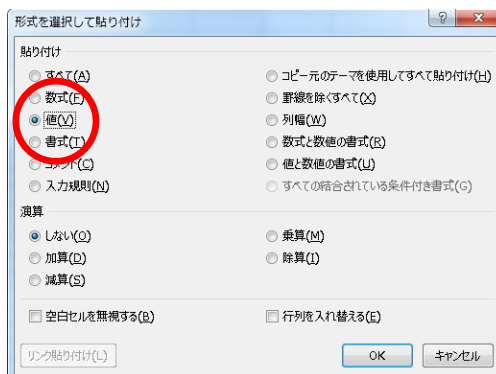 形式を選択して貼り付け
貼り付け
すべて(A)
コピー元のテーマを使用してすべて貼り付け(H)
数式(F)
罫線を除くすべて(X)
値(V)
列幅(W)
書式(T)
数式と数値の書式(R)
コメント(C)
値と数値の書式(U)
入力規則(N)
すべての結合されている条件付き書式(G)
演算
しない(O)
乗算(M)
加算(D)
除算(I)
減算(S)
空白セルを無視する(B)
行列を入れ替える(E)
リンク貼り付け(L)
OK
キャンセル